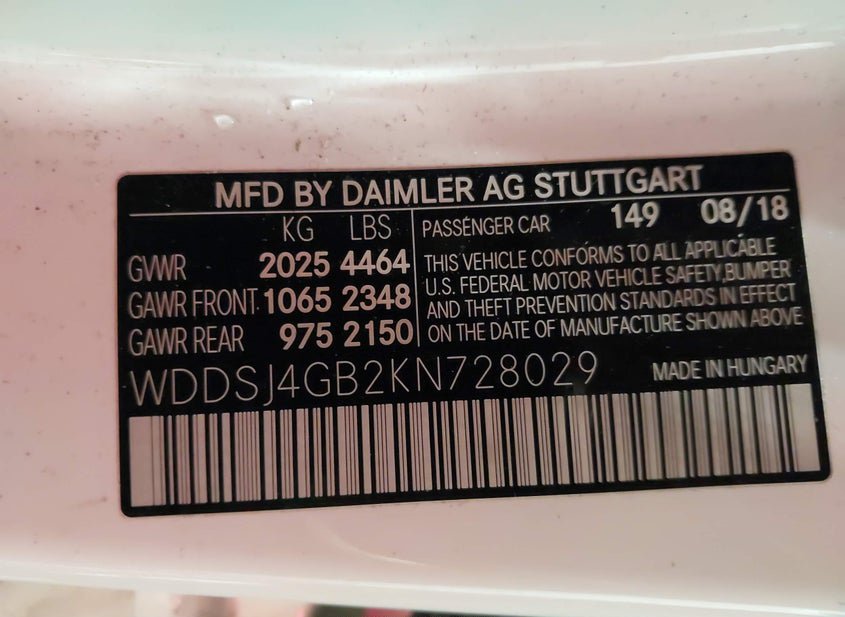 MFD BY DAIMLER AG STUTTGART
KG LBS
GVWR 2025 4464
GAWR FRONT 1065 2348
GAWR REAR 975 2150
PASSENGER CAR 149 08/18
THIS VEHICLE CONFORMS TO ALL APPLICABLE
U.S. FEDERAL MOTOR VEHICLE SAFETY,BUMPER
AND THEFT PREVENTION STANDARDS IN EFFECT
ON THE DATE OF MANUFACTURE SHOWN ABOVE
WDDSJ4GB2KN728029
MADE IN HUNGARY